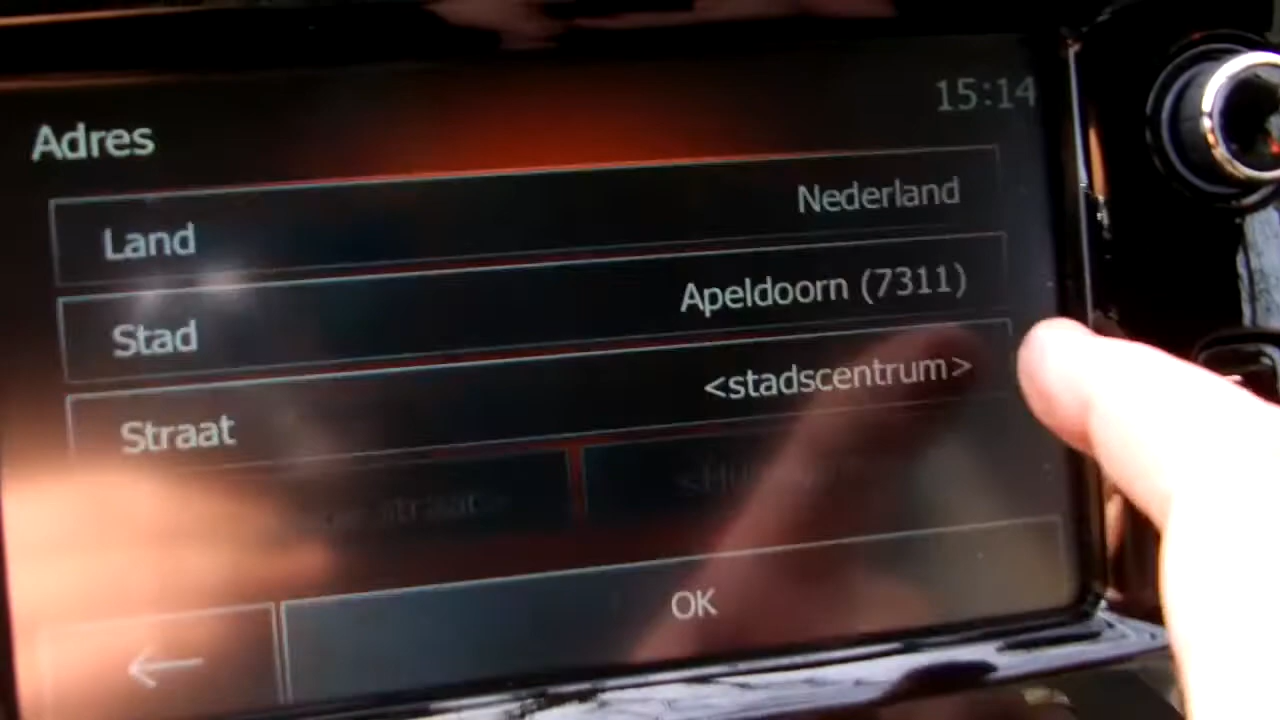 15:14
Adres
Land Nederland
Stad Apeldoorn (7311)
Straat <stadscentrum>
OK